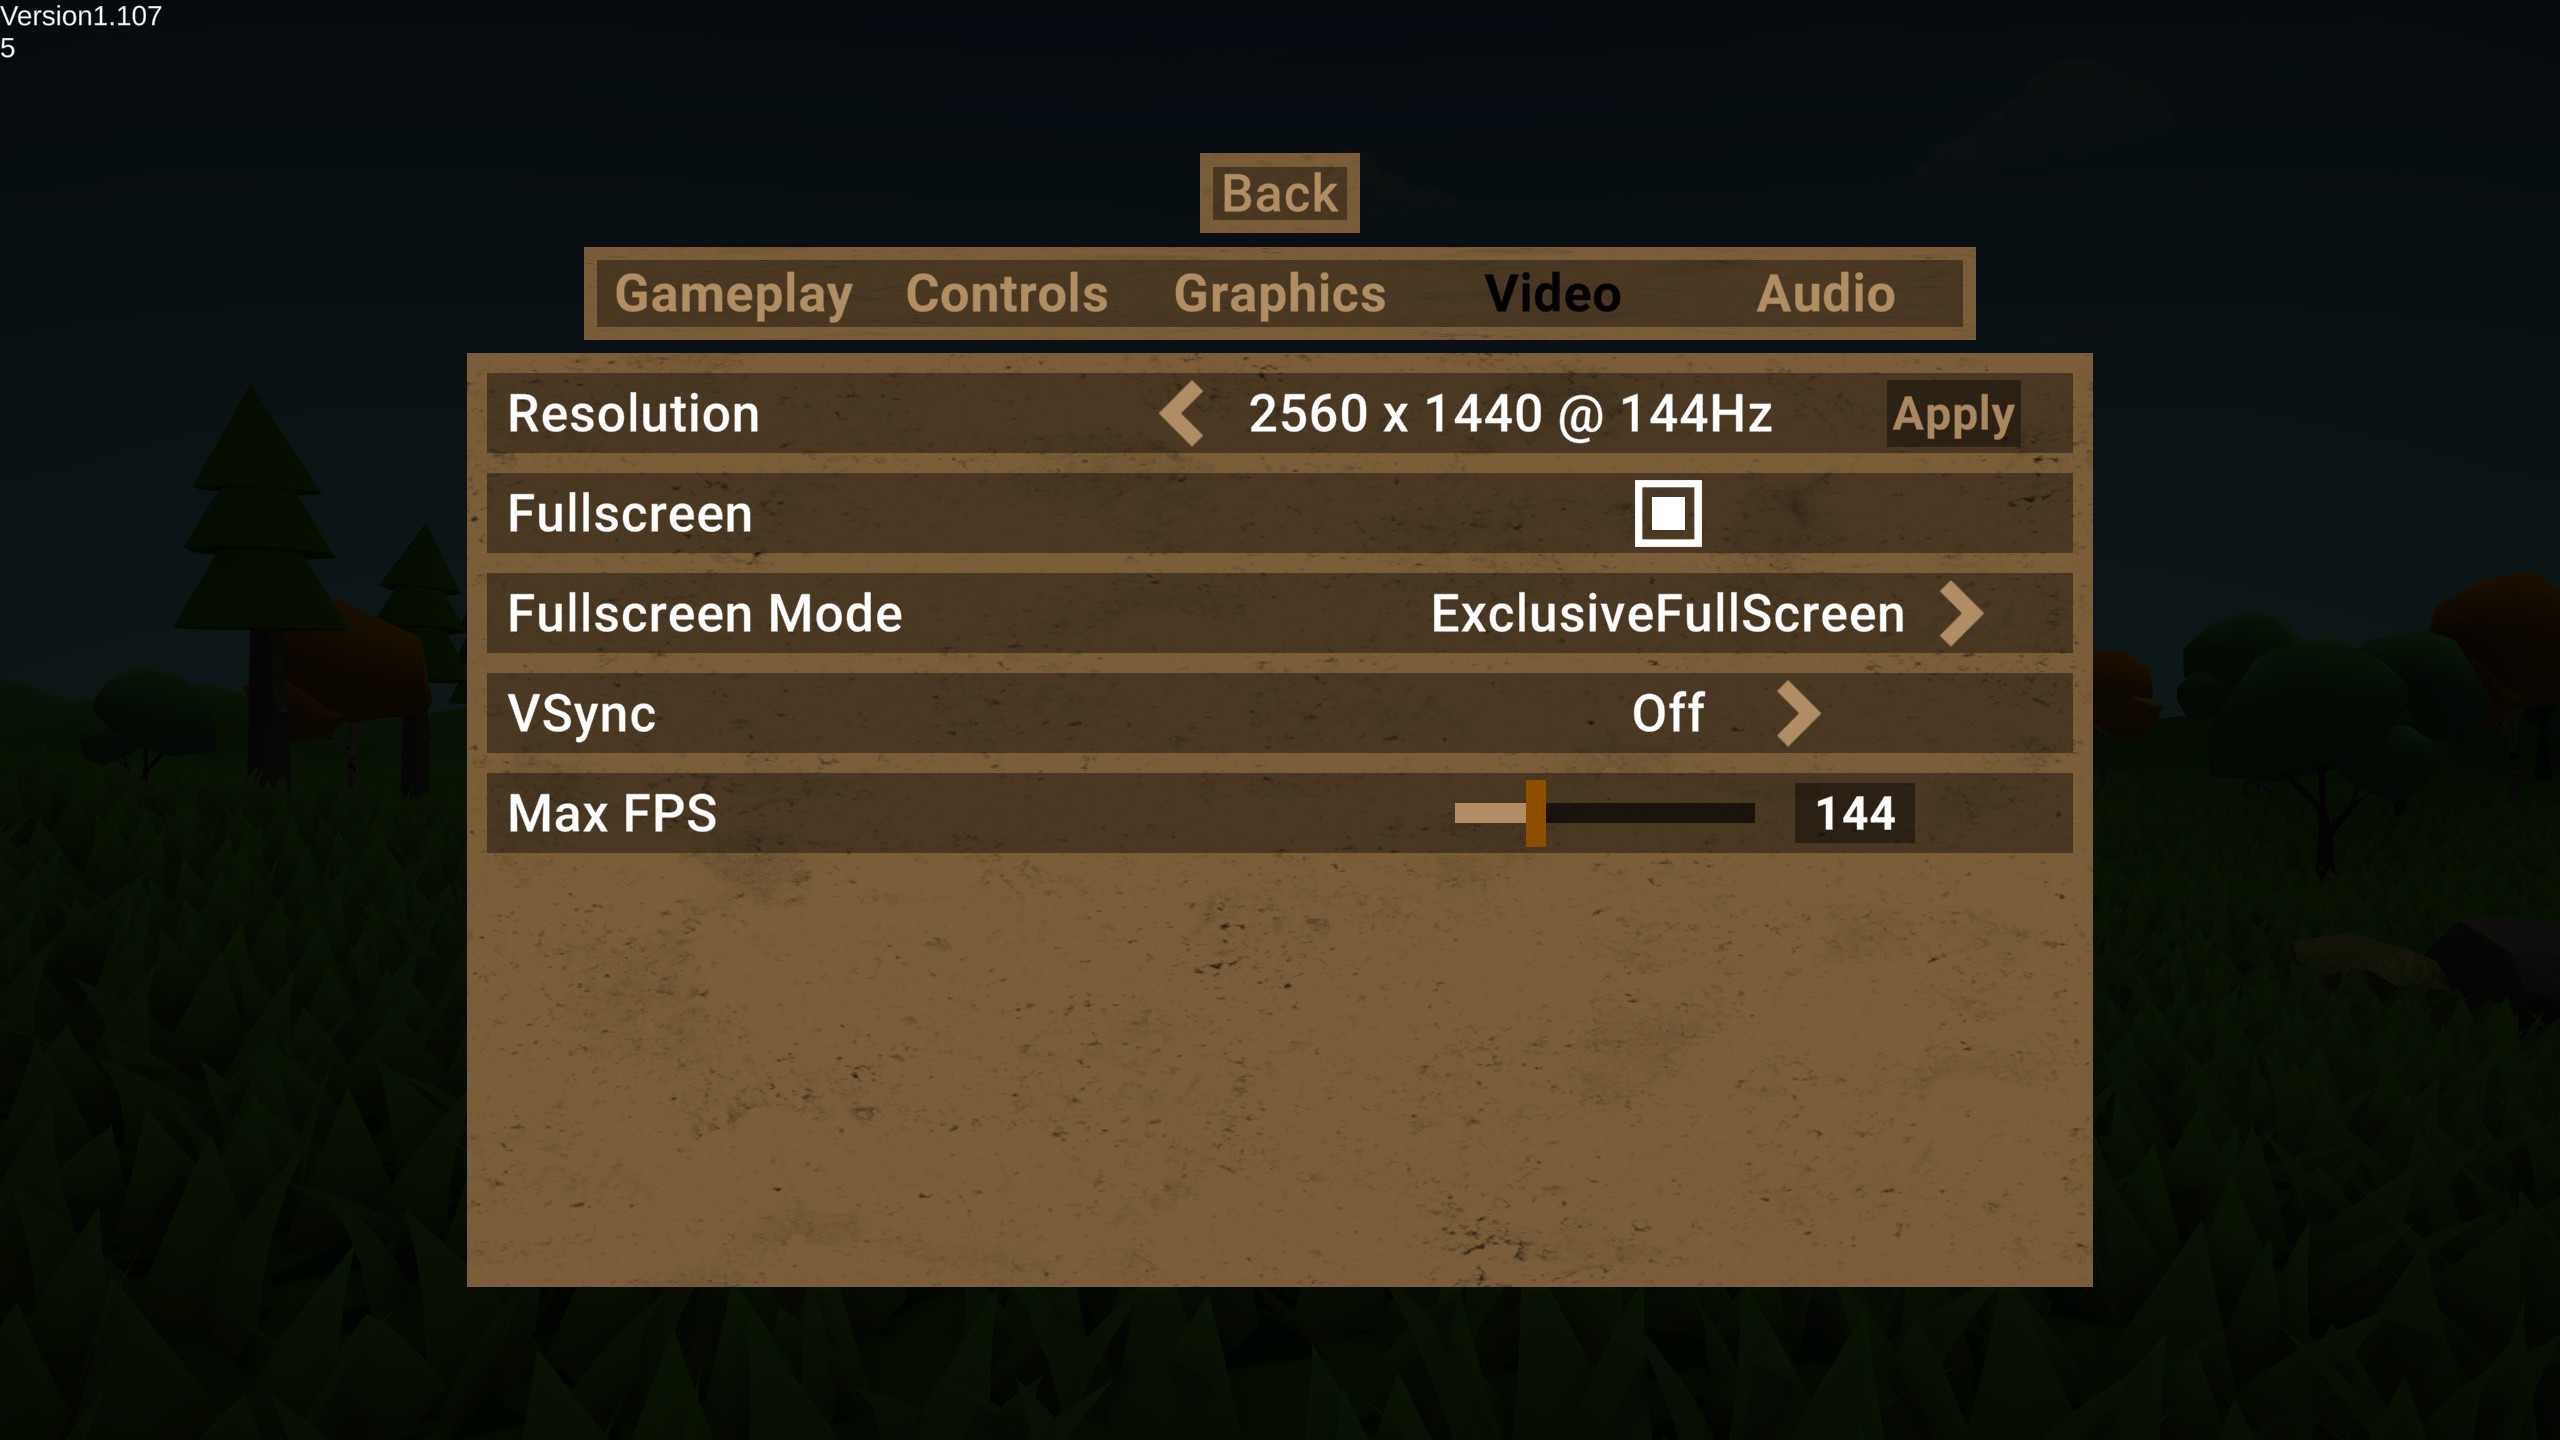 Version1.107
5
Back
Gameplay Controls Graphics Video Audio
Resolution 2560 x 1440 @ 144Hz Apply
Fullscreen
Fullscreen Mode ExclusiveFullScreen
VSync Off
Max FPS 144